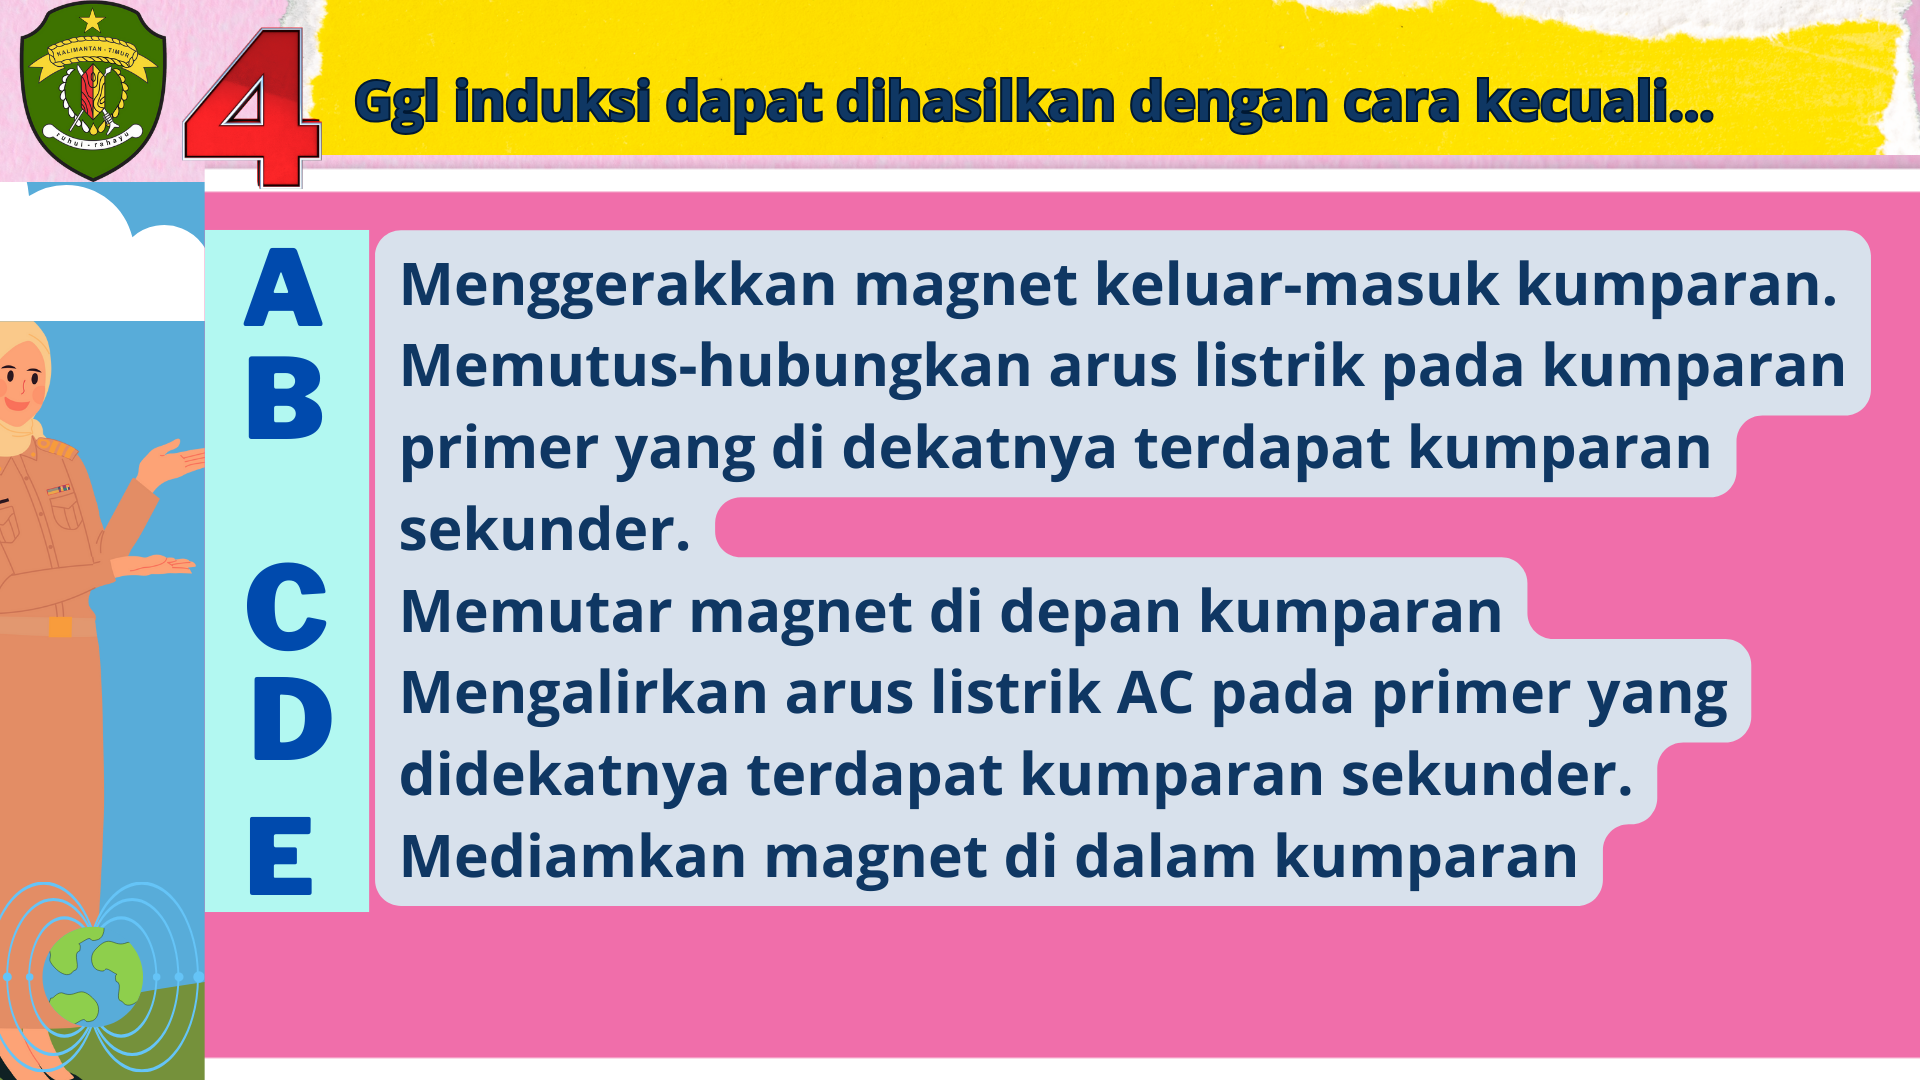 KALIMANTAN - TIMUR
ruhui - rahayu
4
Ggl induksi dapat dihasilkan dengan cara kecuali...
A
Menggerakkan magnet keluar-masuk kumparan.
B
Memutus-hubungkan arus listrik pada kumparan
primer yang di dekatnya terdapat kumparan
sekunder.
C
Memutar magnet di depan kumparan
D
Mengalirkan arus listrik AC pada primer yang
didekatnya terdapat kumparan sekunder.
E
Mediamkan magnet di dalam kumparan